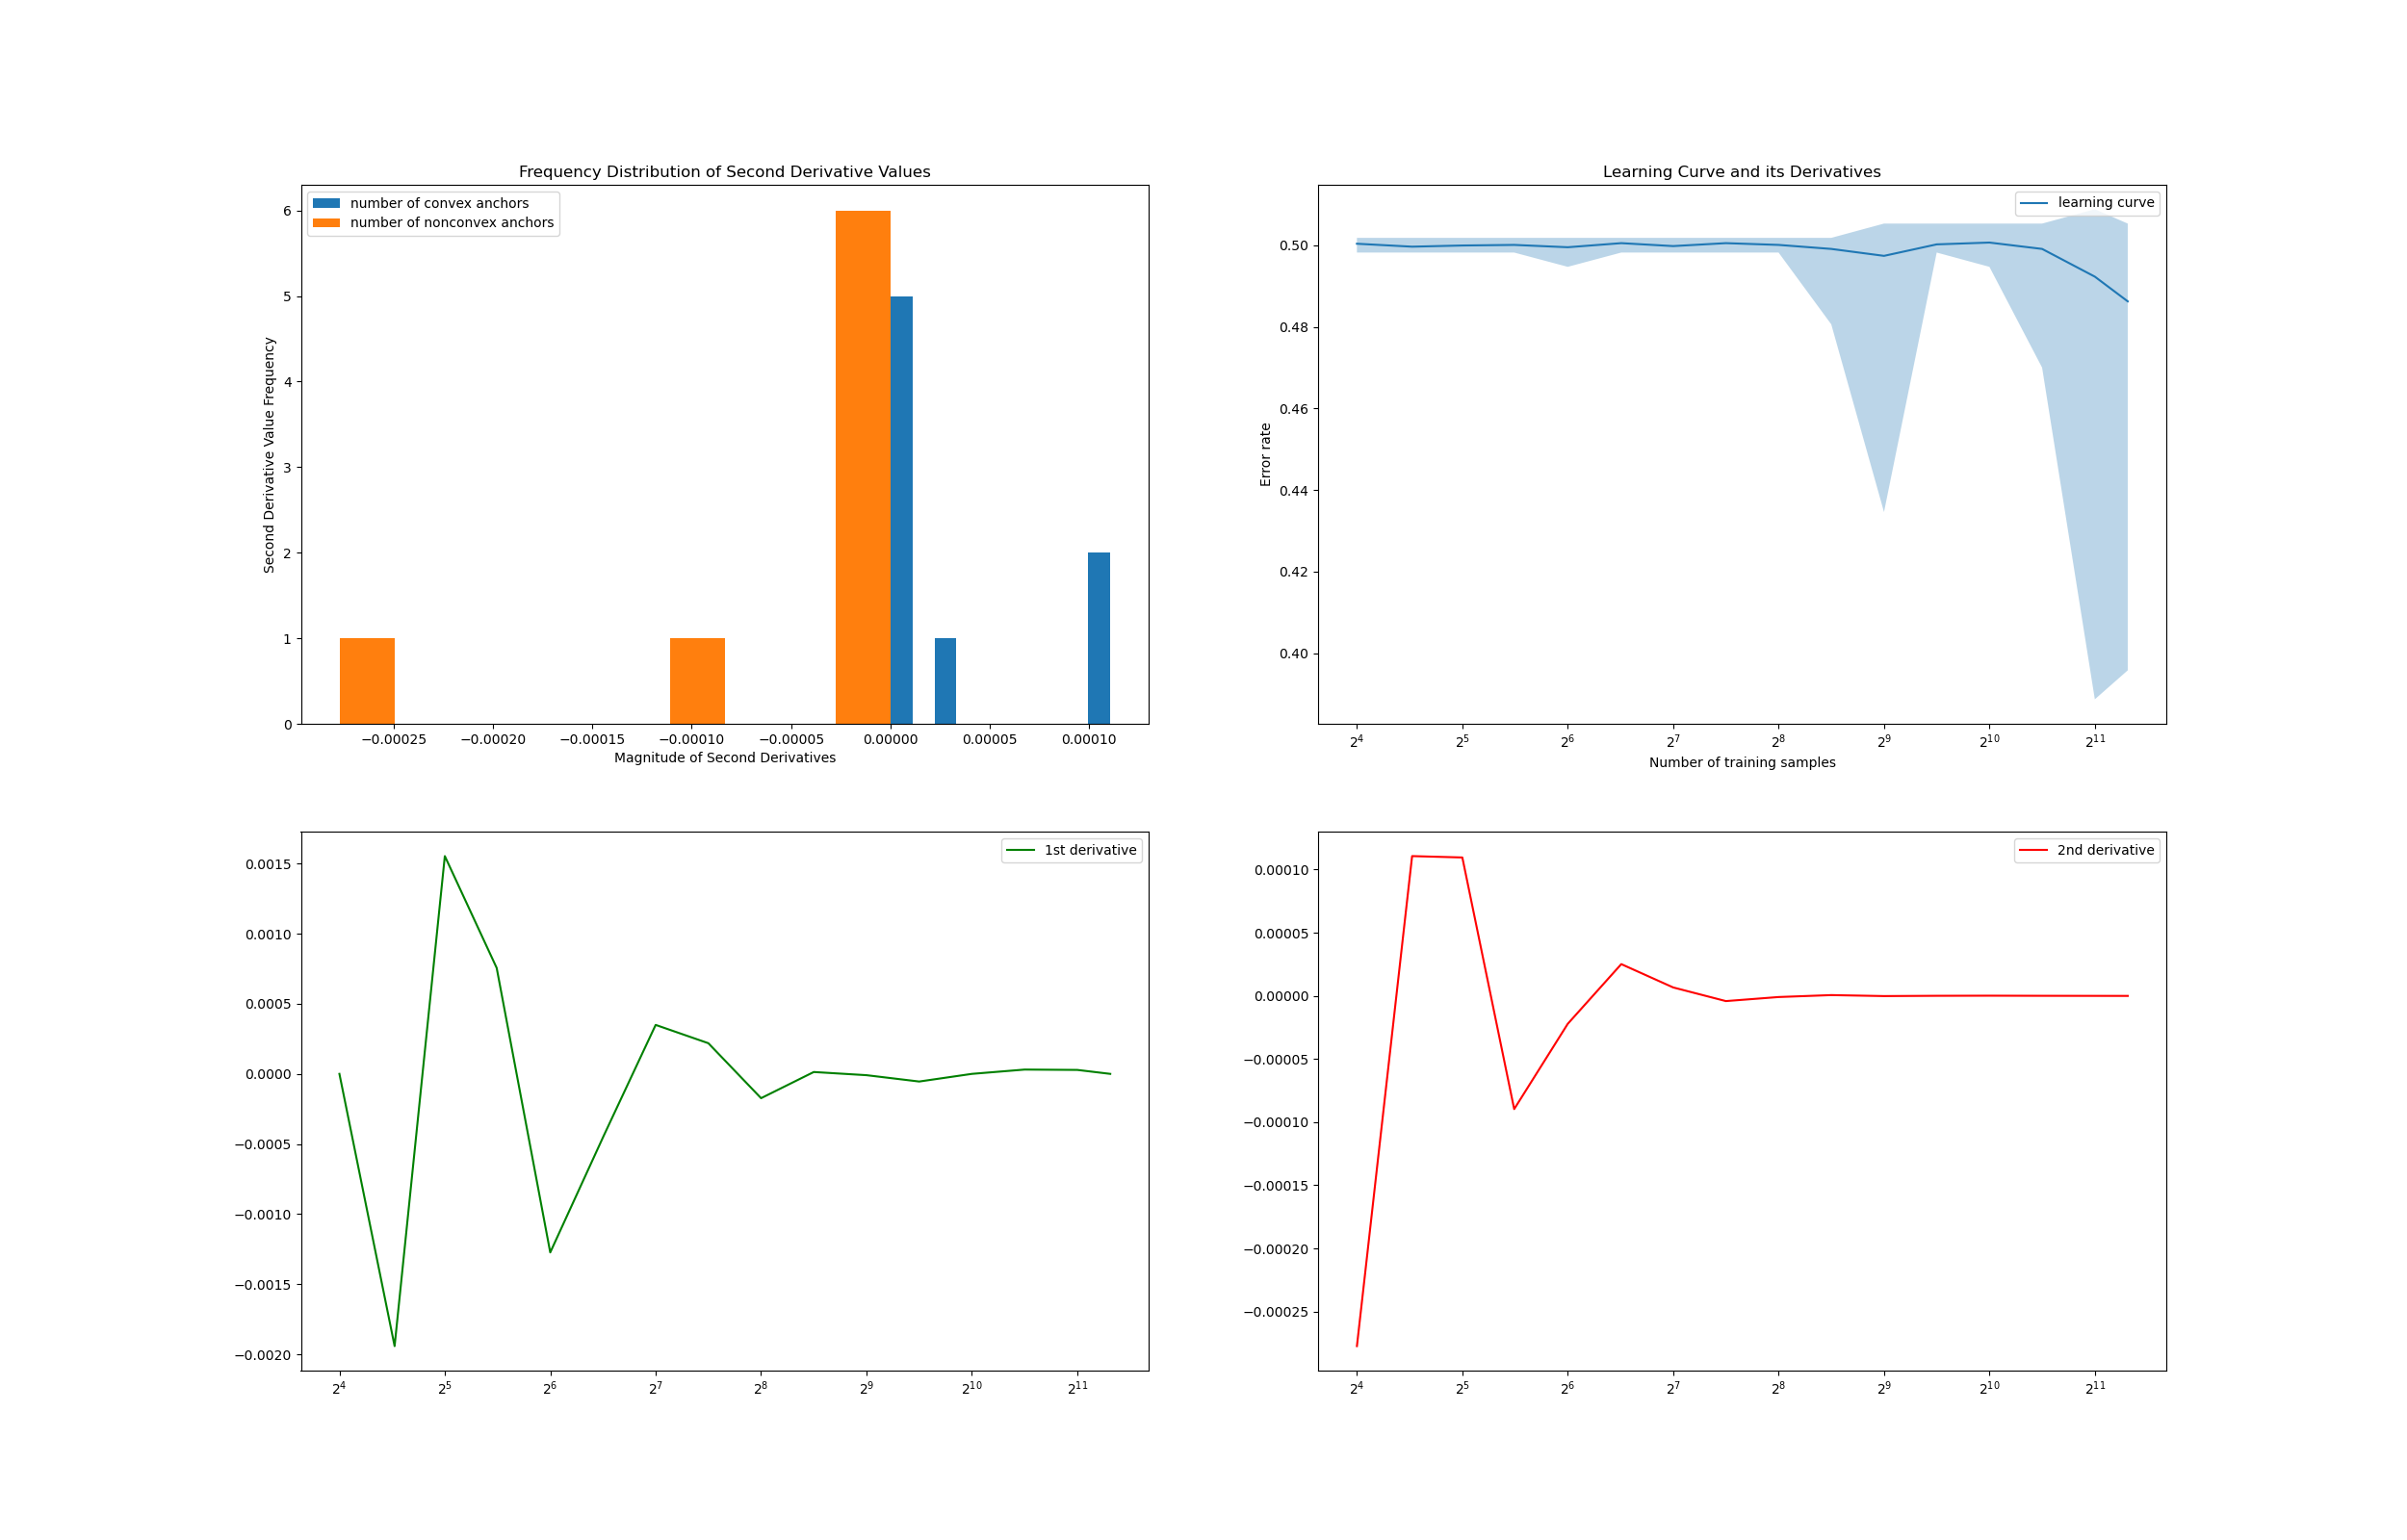 Frequency Distribution of Second Derivative Values
number of convex anchors
number of nonconvex anchors
Second Derivative Value Frequency
6
5
4
3
2
1
0
−0.00025 −0.00020 −0.00015 −0.00010 −0.00005 0.00000 0.00005 0.00010
Magnitude of Second Derivatives
Learning Curve and its Derivatives
learning curve
Error rate
0.50
0.48
0.46
0.44
0.42
0.40
2⁴ 2⁵ 2⁶ 2⁷ 2⁸ 2⁹ 2¹⁰ 2¹¹
Number of training samples
1st derivative
0.0015
0.0010
0.0005
0.0000
−0.0005
−0.0010
−0.0015
−0.0020
2⁴ 2⁵ 2⁶ 2⁷ 2⁸ 2⁹ 2¹⁰ 2¹¹
2nd derivative
0.00010
0.00005
0.00000
−0.00005
−0.00010
−0.00015
−0.00020
−0.00025
2⁴ 2⁵ 2⁶ 2⁷ 2⁸ 2⁹ 2¹⁰ 2¹¹